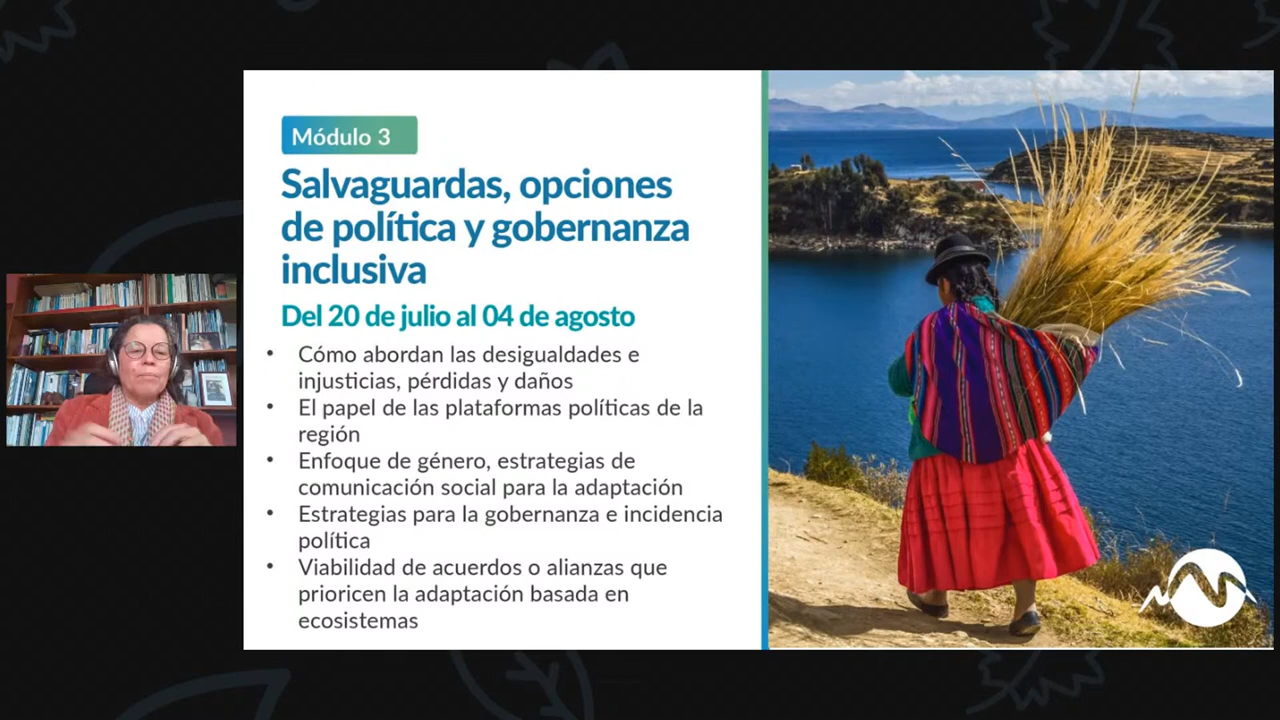 Módulo 3
Salvaguardas, opciones
de política y gobernanza
inclusiva
Del 20 de julio al 04 de agosto
• Cómo abordan las desigualdades e
injusticias, pérdidas y daños
• El papel de las plataformas políticas de la
región
• Enfoque de género, estrategias de
comunicación social para la adaptación
• Estrategias para la gobernanza e incidencia
política
• Viabilidad de acuerdos o alianzas que
prioricen la adaptación basada en
ecosistemas